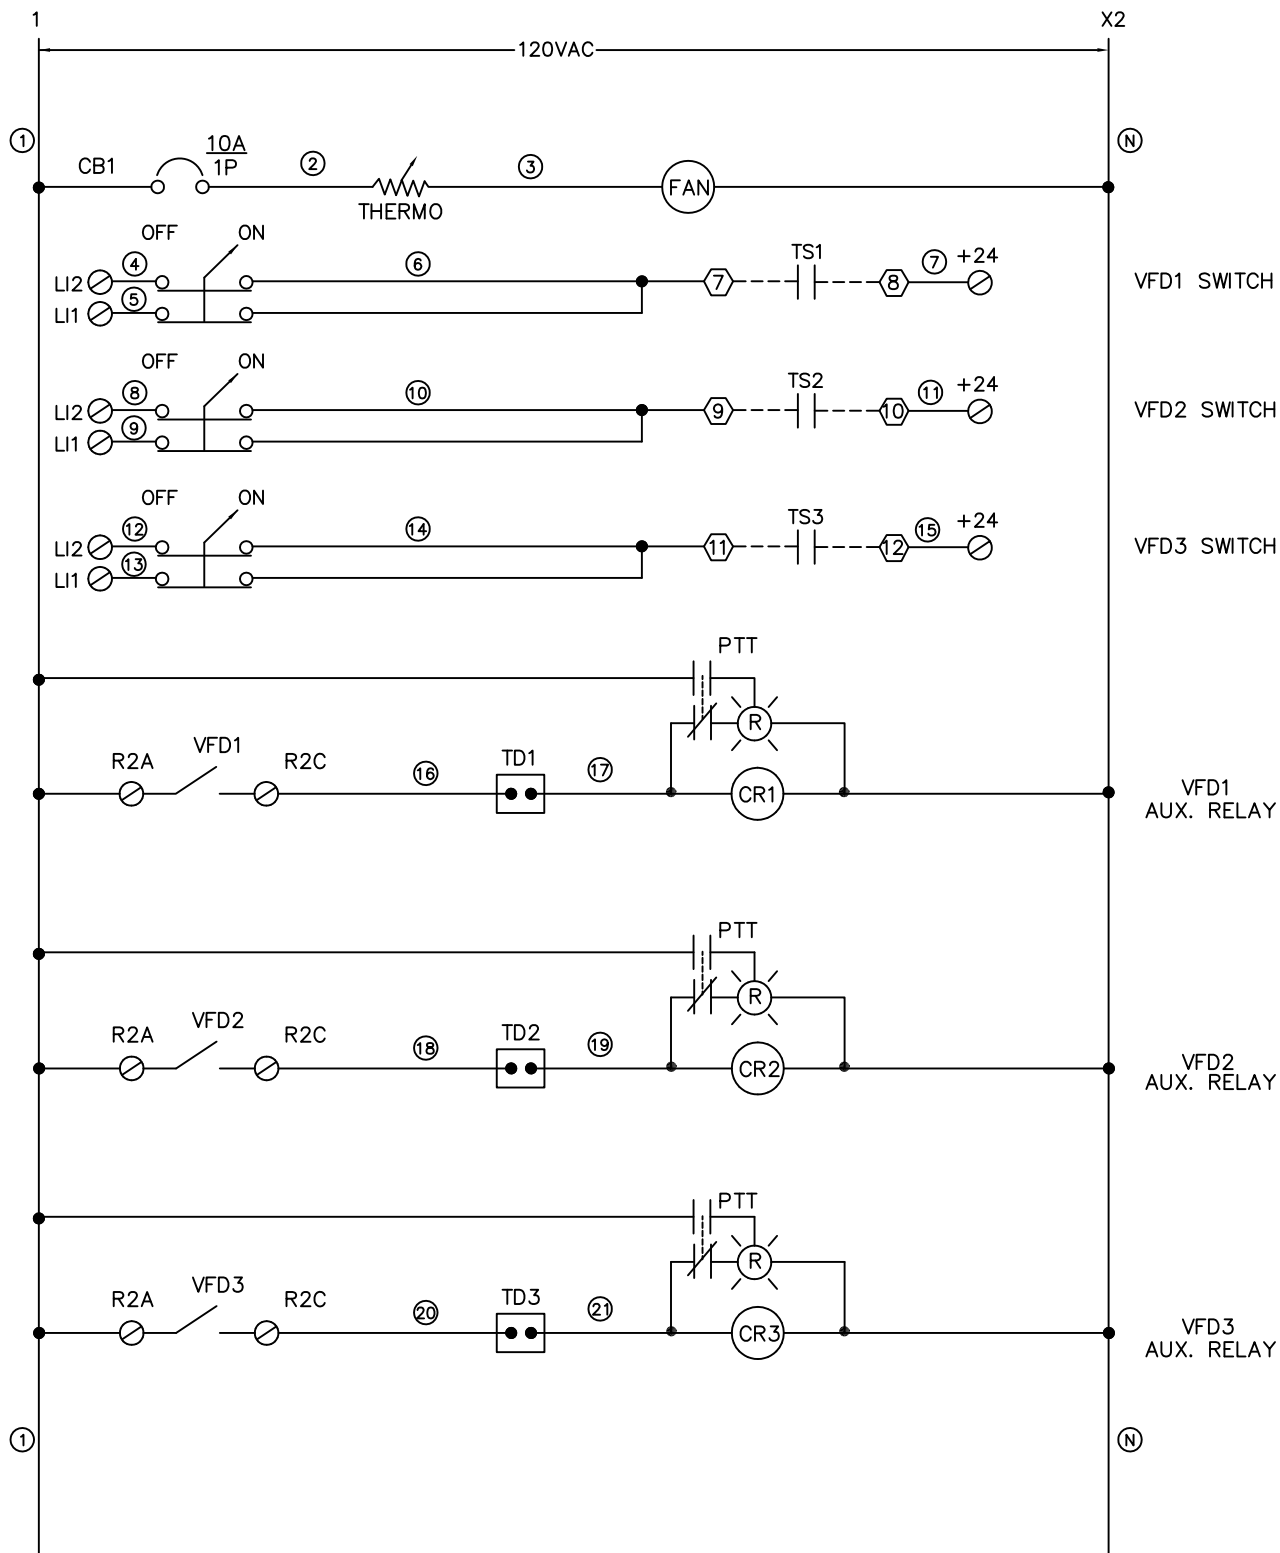 1
X2
120VAC
1
N
CB1
10A
1P
2
THERMO
3
FAN
OFF
ON
LI2
4
LI1
5
6
7
TS1
8
7
+24
VFD1 SWITCH
OFF
ON
LI2
8
LI1
9
10
9
TS2
10
11
+24
VFD2 SWITCH
OFF
ON
LI2
12
LI1
13
14
11
TS3
12
15
+24
VFD3 SWITCH
PTT
R
R2A
VFD1
R2C
16
TD1
17
CR1
VFD1
AUX. RELAY
PTT
R
R2A
VFD2
R2C
18
TD2
19
CR2
VFD2
AUX. RELAY
PTT
R
R2A
VFD3
R2C
20
TD3
21
CR3
VFD3
AUX. RELAY
1
N